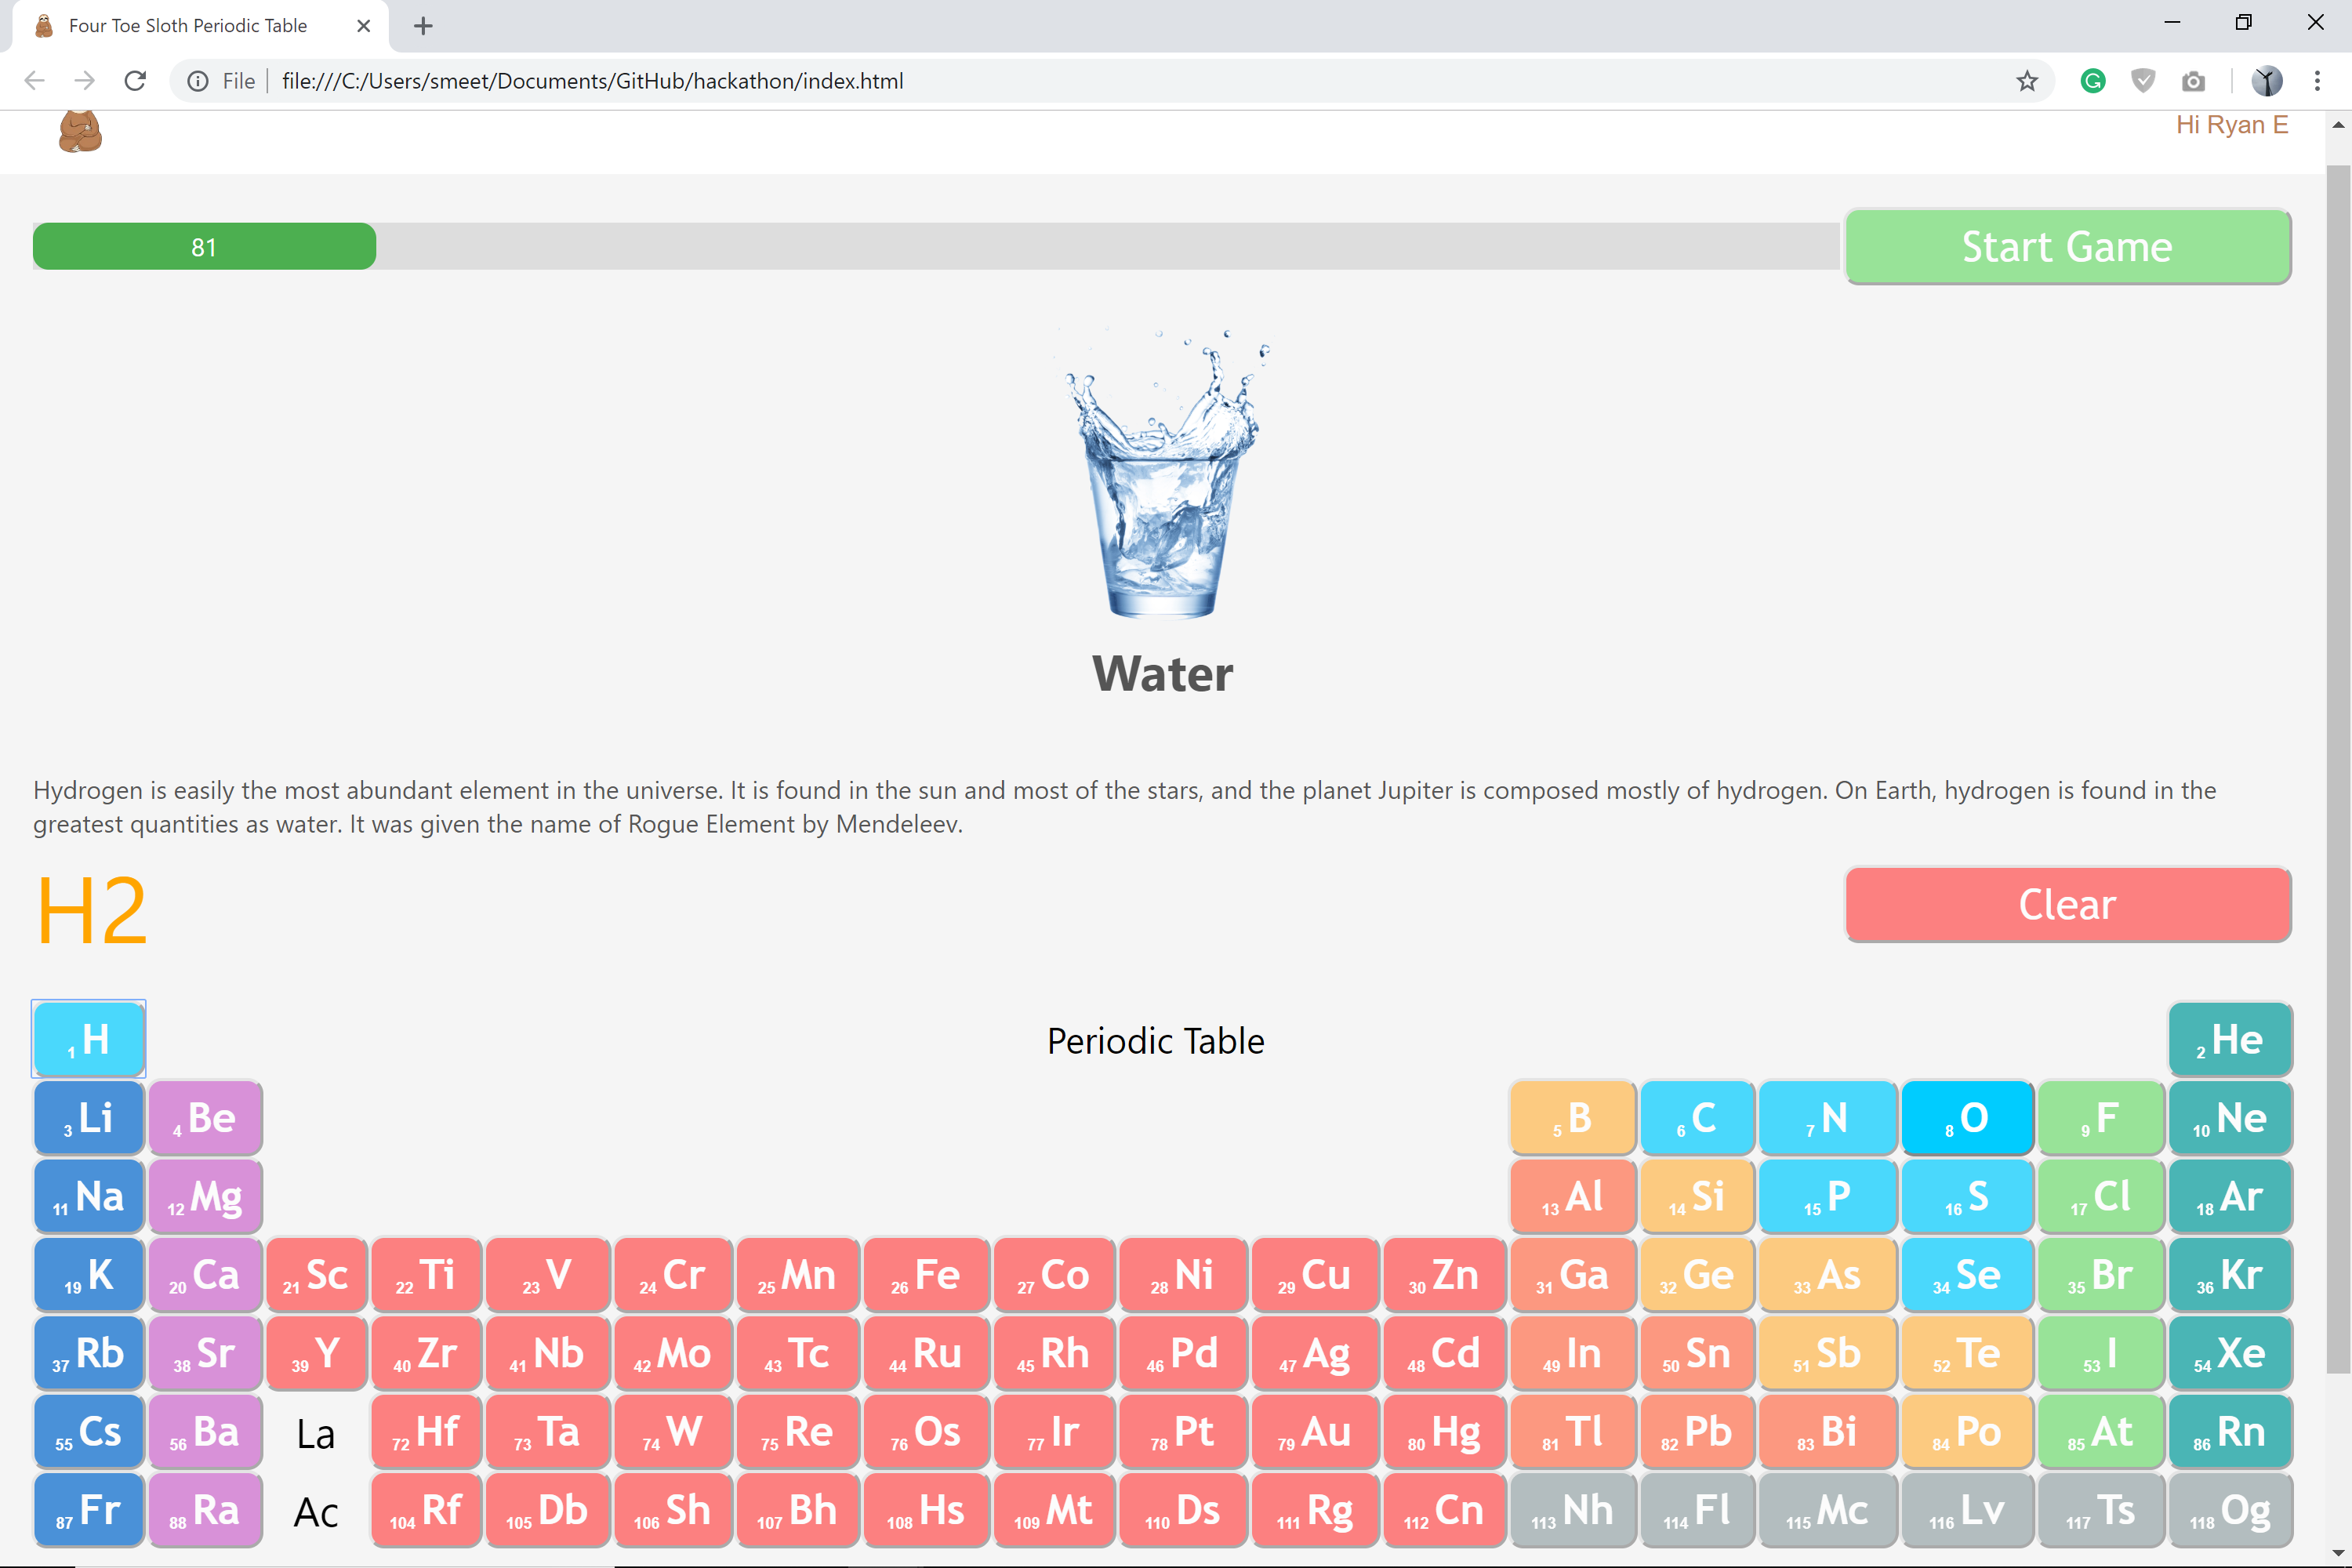 Four Toe Sloth Periodic Table
File file:///C:/Users/smeet/Documents/GitHub/hackathon/index.html
Hi Ryan E
81 Start Game
Water
Hydrogen is easily the most abundant element in the universe. It is found in the sun and most of the stars, and the planet Jupiter is composed mostly of hydrogen. On Earth, hydrogen is found in the
greatest quantities as water. It was given the name of Rogue Element by Mendeleev.
H2 Clear
1 H Periodic Table 2 He
3 Li 4 Be 5 B 6 C 7 N 8 O 9 F 10 Ne
11 Na 12 Mg 13 Al 14 Si 15 P 16 S 17 Cl 18 Ar
19 K 20 Ca 21 Sc 22 Ti 23 V 24 Cr 25 Mn 26 Fe 27 Co 28 Ni 29 Cu 30 Zn 31 Ga 32 Ge 33 As 34 Se 35 Br 36 Kr
37 Rb 38 Sr 39 Y 40 Zr 41 Nb 42 Mo 43 Tc 44 Ru 45 Rh 46 Pd 47 Ag 48 Cd 49 In 50 Sn 51 Sb 52 Te 53 I 54 Xe
55 Cs 56 Ba La 72 Hf 73 Ta 74 W 75 Re 76 Os 77 Ir 78 Pt 79 Au 80 Hg 81 Tl 82 Pb 83 Bi 84 Po 85 At 86 Rn
87 Fr 88 Ra Ac 104 Rf 105 Db 106 Sh 107 Bh 108 Hs 109 Mt 110 Ds 111 Rg 112 Cn 113 Nh 114 Fl 115 Mc 116 Lv 117 Ts 118 Og